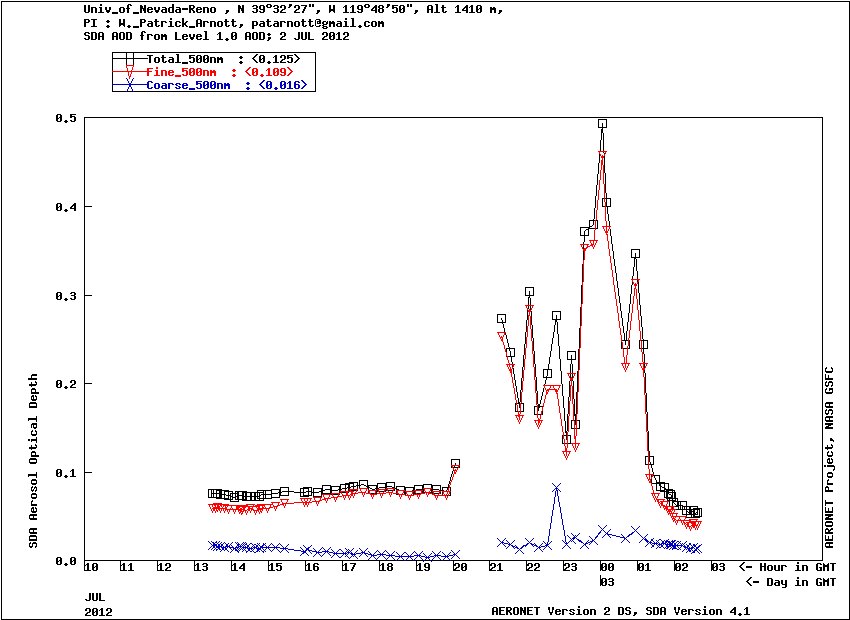 Univ_of_Nevada-Reno , N 39°32'27", W 119°48'50", Alt 1410 m,
PI : W._Patrick_Arnott, patarnott@gmail.com
SDA AOD from Level 1.0 AOD; 2 JUL 2012
Total_500nm : <0.125>
Fine_500nm : <0.109>
Coarse_500nm : <0.016>
0.5
0.4
0.3
0.2
0.1
0.0
SDA Aerosol Optical Depth
AERONET Project, NASA GSFC
10 11 12 13 14 15 16 17 18 19 20 21 22 23 00 01 02 03 <- Hour in GMT
03 <- Day in GMT
JUL
2012
AERONET Version 2 DS, SDA Version 4.1